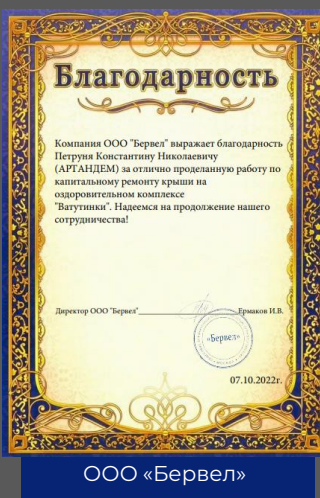 Благодарность
Компания ООО "Бервел" выражает благодарность
Петруня Константину Николаевичу
(АРТАНДЕМ) за отлично проделанную работу по
капитальному ремонту крыши на
оздоровительном комплексе
"Ватутинки". Надеемся на продолжение нашего
сотрудничества!
Директор ООО "Бервел"____________________Ермаков И.В.
«Бервел»
07.10.2022г.
ООО «Бервел»